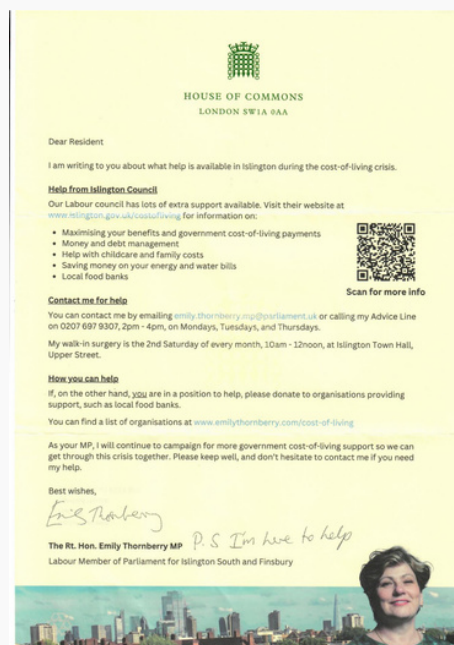 HOUSE OF COMMONS
LONDON SW1A 0AA
Dear Resident
I am writing to you about what help is available in Islington during the cost-of-living crisis.
Help from Islington Council
Our Labour council has lots of extra support available. Visit their website at
www.islington.gov.uk/costofliving for information on:
• Maximising your benefits and government cost-of-living payments
• Money and debt management
• Help with childcare and family costs
• Saving money on your energy and water bills
• Local food banks
Scan for more info
Contact me for help
You can contact me by emailing emily.thornberry.mp@parliament.uk or calling my Advice Line
on 0207 697 9307, 2pm - 4pm, on Mondays, Tuesdays, and Thursdays.
My walk-in surgery is the 2nd Saturday of every month, 10am - 12noon, at Islington Town Hall,
Upper Street.
How you can help
If, on the other hand, you are in a position to help, please donate to organisations providing
support, such as local food banks.
You can find a list of organisations at www.emilythornberry.com/cost-of-living
As your MP, I will continue to campaign for more government cost-of-living support so we can
get through this crisis together. Please keep well, and don't hesitate to contact me if you need
my help.
Best wishes,
Emily Thornberry
The Rt. Hon. Emily Thornberry MP
P.S I'm here to help
Labour Member of Parliament for Islington South and Finsbury